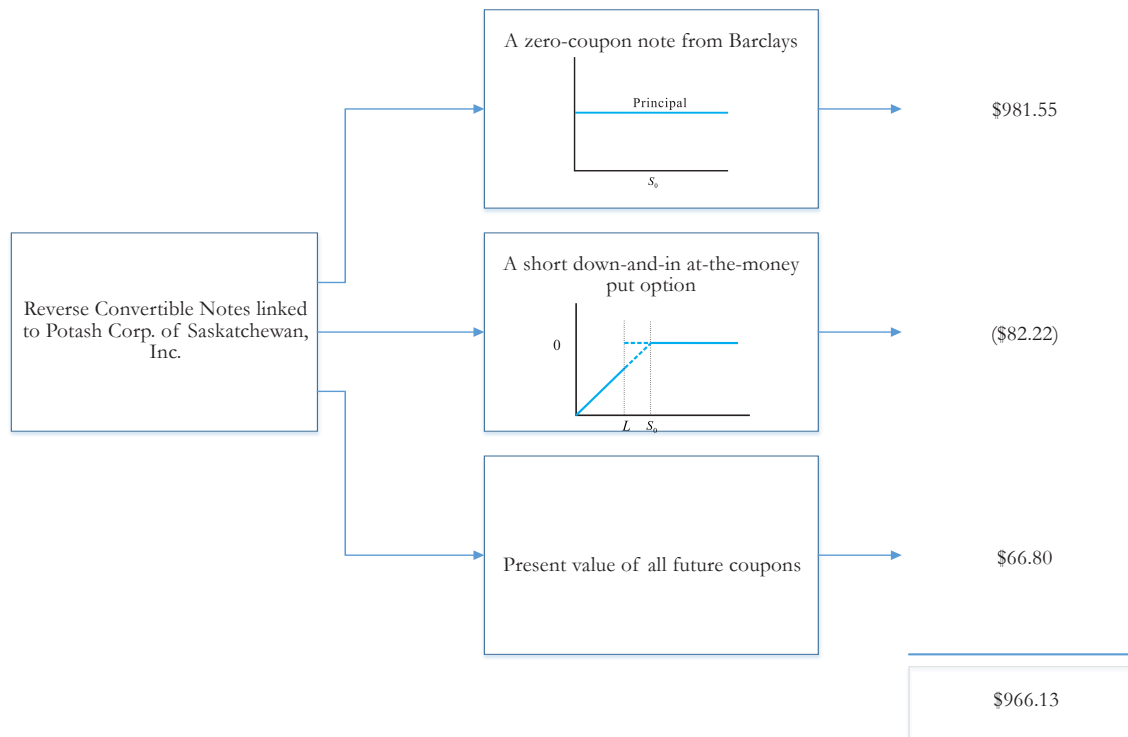 A zero-coupon note from Barclays
Principal
S₀
$981.55
Reverse Convertible Notes linked
to Potash Corp. of Saskatchewan,
Inc.
A short down-and-in at-the-money
put option
0
L S₀
($82.22)
Present value of all future coupons
$66.80
$966.13